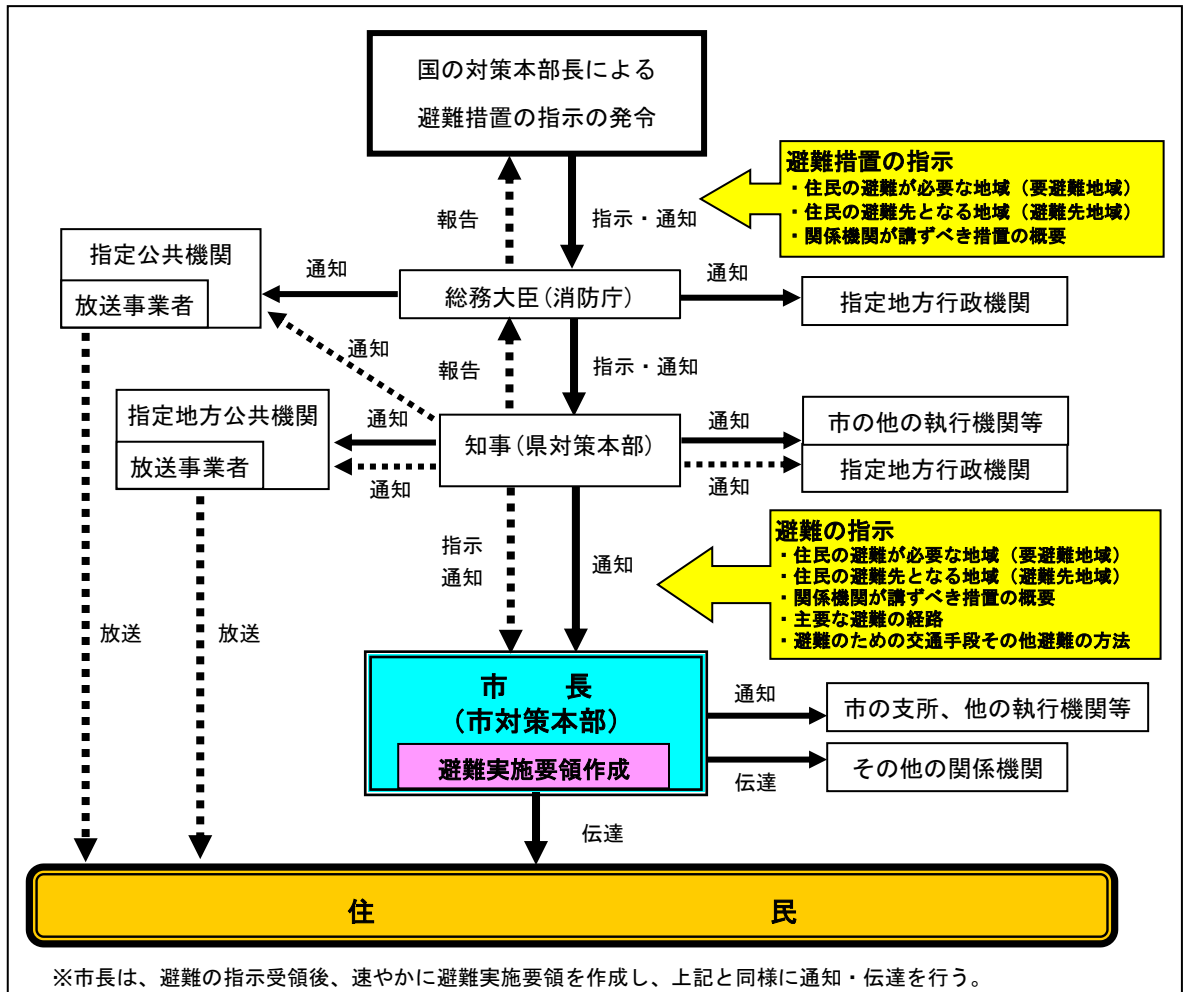 国の対策本部長による
避難措置の指示の発令
避難措置の指示
・住民の避難が必要な地域（要避難地域）
・住民の避難先となる地域（避難先地域）
・関係機関が講ずべき措置の概要
報告
指示・通知
指定公共機関
放送事業者
通知
総務大臣（消防庁）
通知
指定地方行政機関
通知
報告
指示・通知
指定地方公共機関
放送事業者
通知
通知
知事（県対策本部）
通知
通知
市の他の執行機関等
指定地方行政機関
指示
通知
通知
避難の指示
・住民の避難が必要な地域（要避難地域）
・住民の避難先となる地域（避難先地域）
・関係機関が講ずべき措置の概要
・主要な避難の経路
・避難のための交通手段その他避難の方法
放送
放送
市　　長
（市対策本部）
避難実施要領作成
通知
市の支所、他の執行機関等
伝達
その他の関係機関
伝達
住　　　　　　　　民
※市長は、避難の指示受領後、速やかに避難実施要領を作成し、上記と同様に通知・伝達を行う。